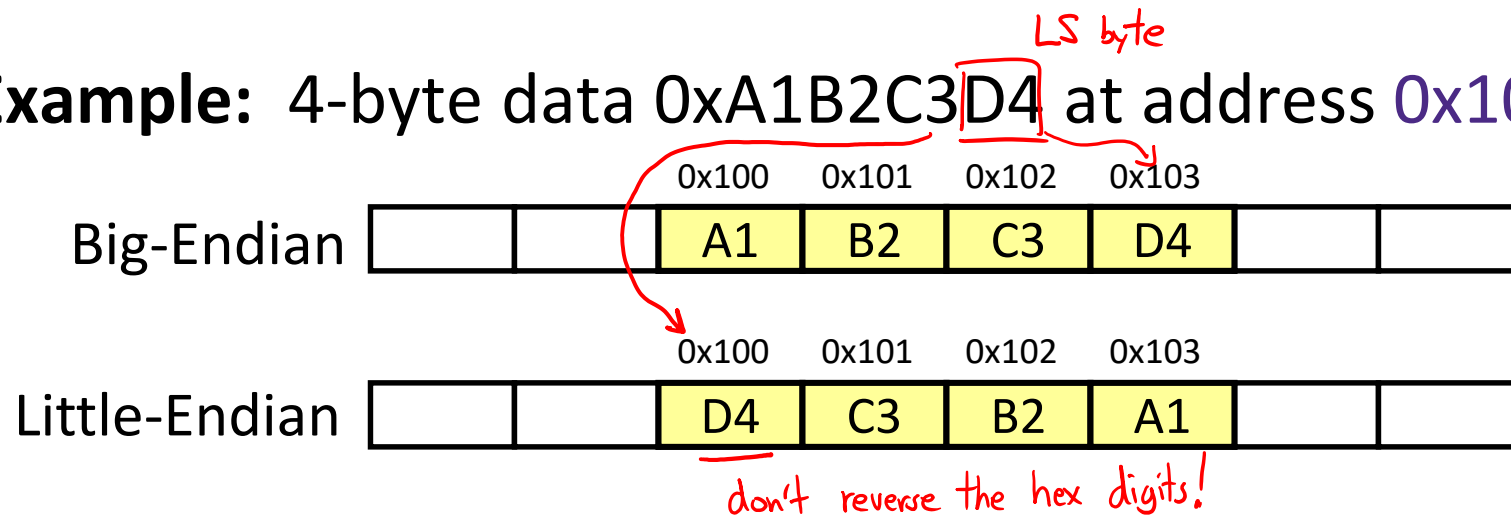 LS byte
xample: 4-byte data 0xA1B2C3D4 at address 0x10
0x100 0x101 0x102 0x103
Big-Endian A1 B2 C3 D4
0x100 0x101 0x102 0x103
Little-Endian D4 C3 B2 A1
don't reverse the hex digits!